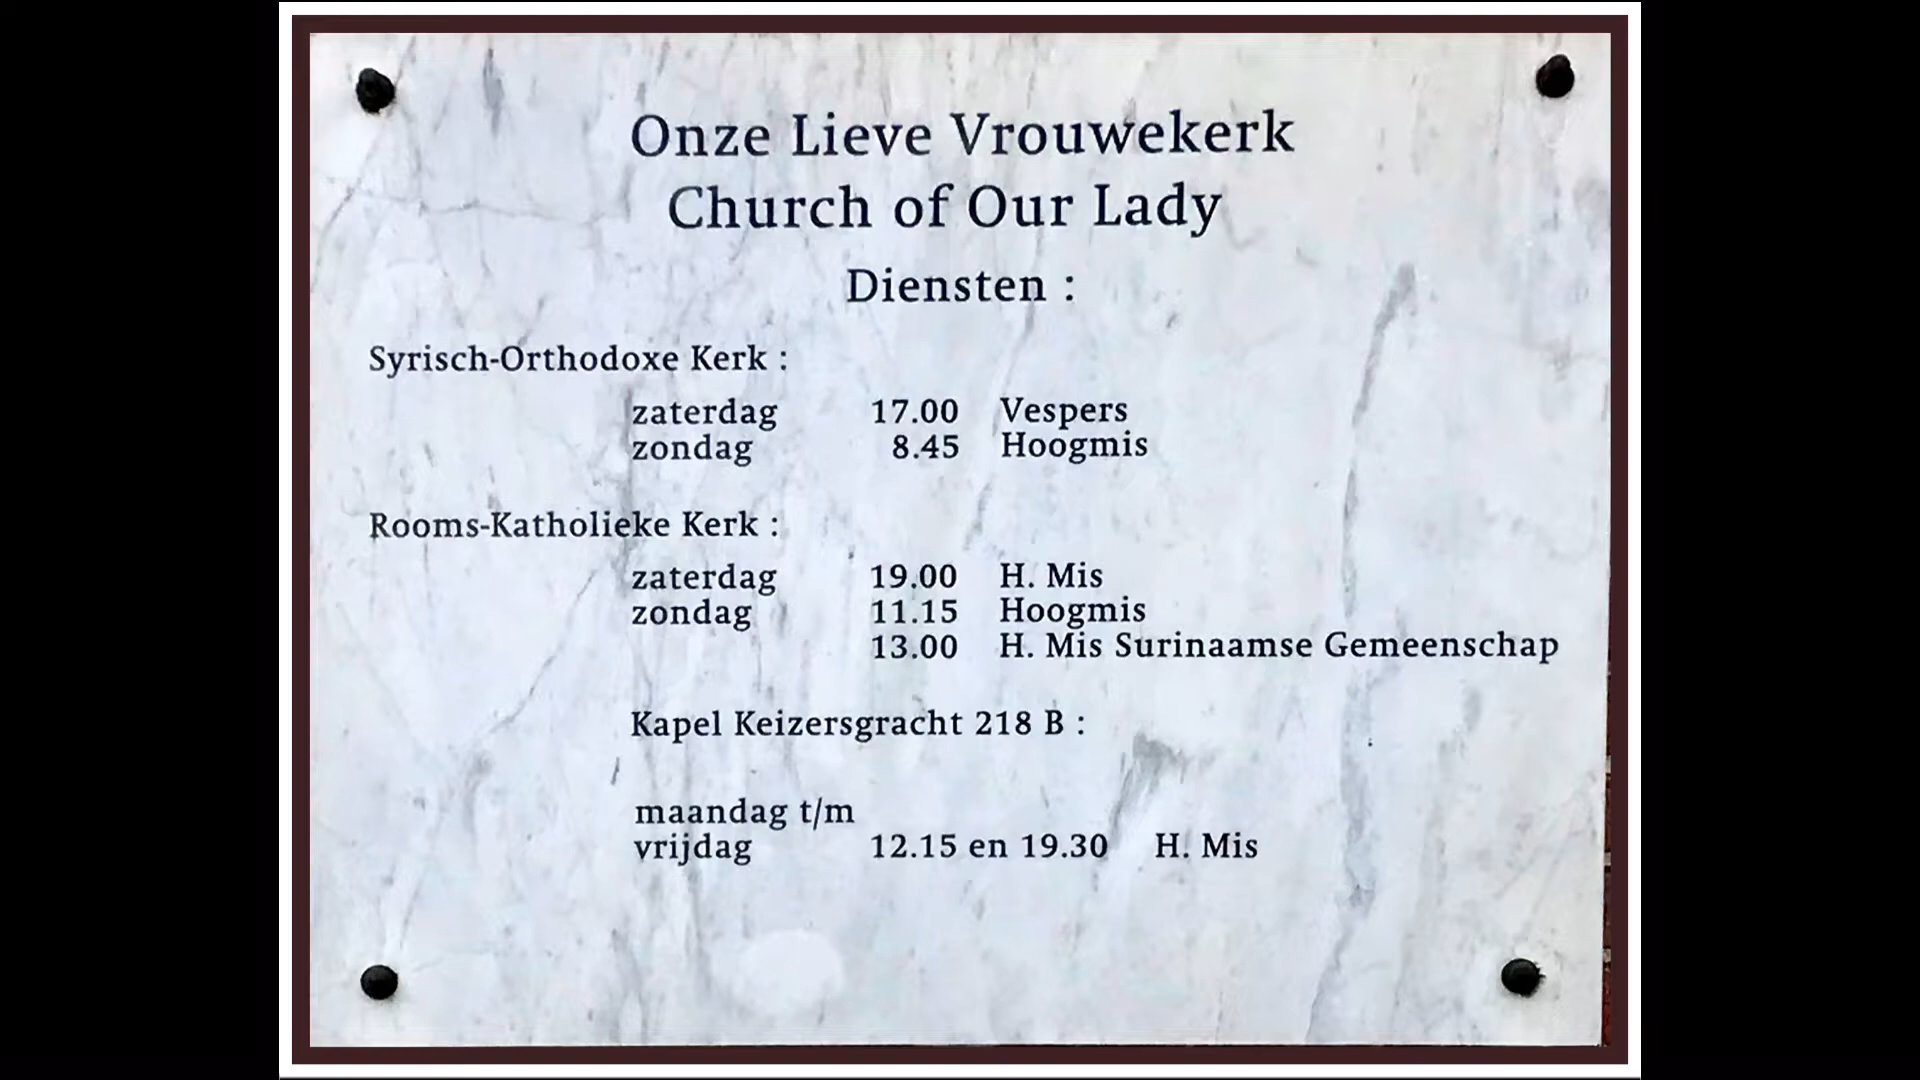 Onze Lieve Vrouwekerk
Church of Our Lady
Diensten :
Syrisch-Orthodoxe Kerk :
zaterdag 17.00 Vespers
zondag 8.45 Hoogmis
Rooms-Katholieke Kerk :
zaterdag 19.00 H. Mis
zondag 11.15 Hoogmis
13.00 H. Mis Surinaamse Gemeenschap
Kapel Keizersgracht 218 B :
maandag t/m
vrijdag 12.15 en 19.30 H. Mis